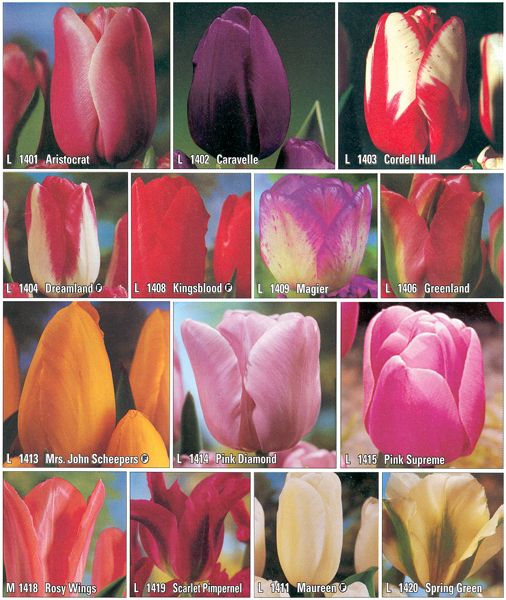 L 1401 Aristocrat
L 1402 Caravelle
L 1403 Cordell Hull
L 1404 Dreamland F
L 1408 Kingsblood F
L 1409 Magier
L 1406 Greenland
L 1413 Mrs. John Scheepers F
L 1414 Pink Diamond
L 1415 Pink Supreme
M 1418 Rosy Wings
L 1419 Scarlet Pimpernel
L 1411 Maureen F
L 1420 Spring Green